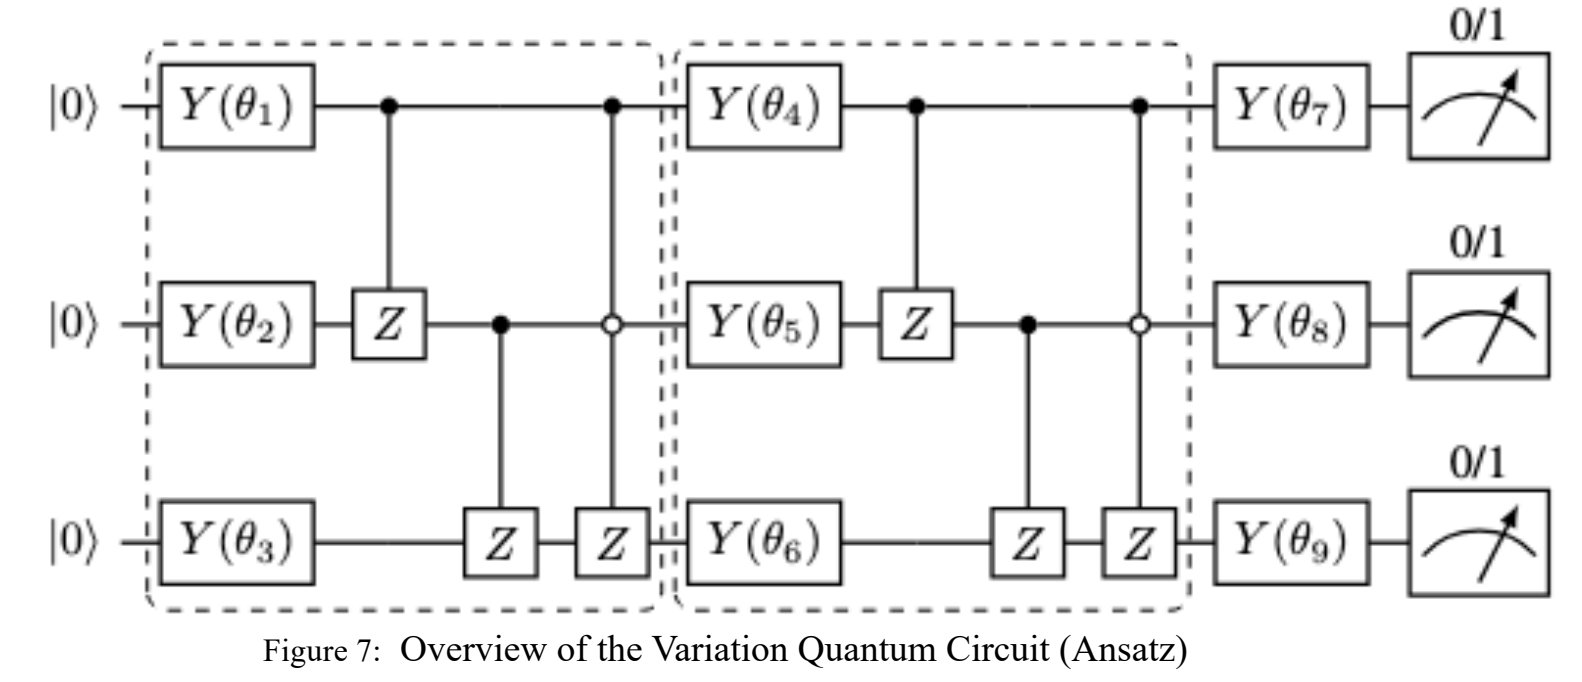 0/1
|0⟩ Y(θ₁) Y(θ₄) Y(θ₇)
0/1
|0⟩ Y(θ₂) Z Y(θ₅) Z Y(θ₈)
0/1
|0⟩ Y(θ₃) Z Z Y(θ₆) Z Z Y(θ₉)
Figure 7: Overview of the Variation Quantum Circuit (Ansatz)